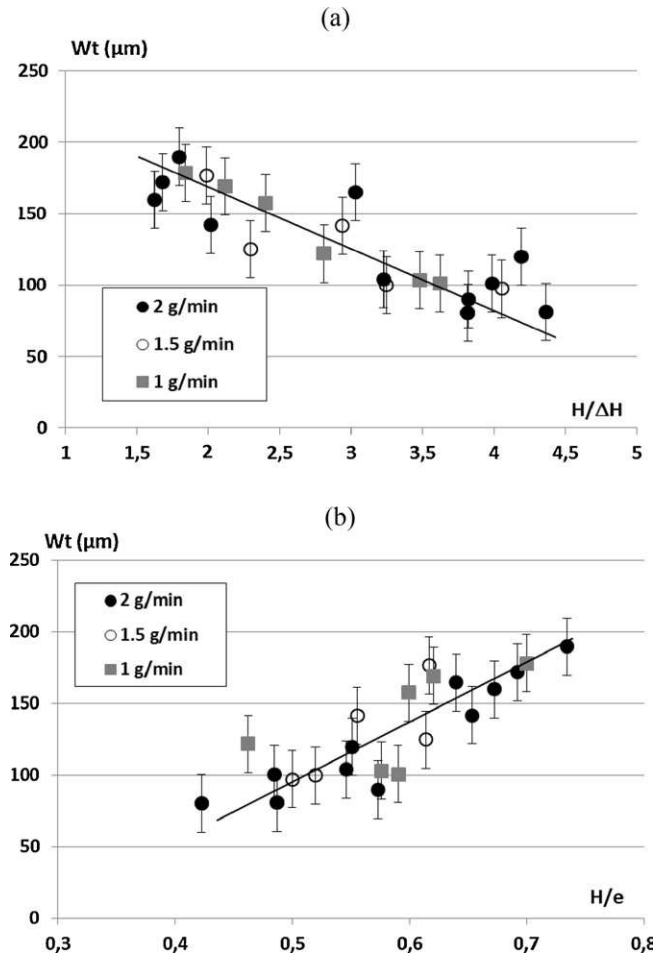 (a)
Wt (μm)
250
200
150
100
50
0
2 g/min
1.5 g/min
1 g/min
H/ΔH
1 1,5 2 2,5 3 3,5 4 4,5 5
(b)
Wt (μm)
250
200
150
100
50
0
2 g/min
1.5 g/min
1 g/min
H/e
0,3 0,4 0,5 0,6 0,7 0,8